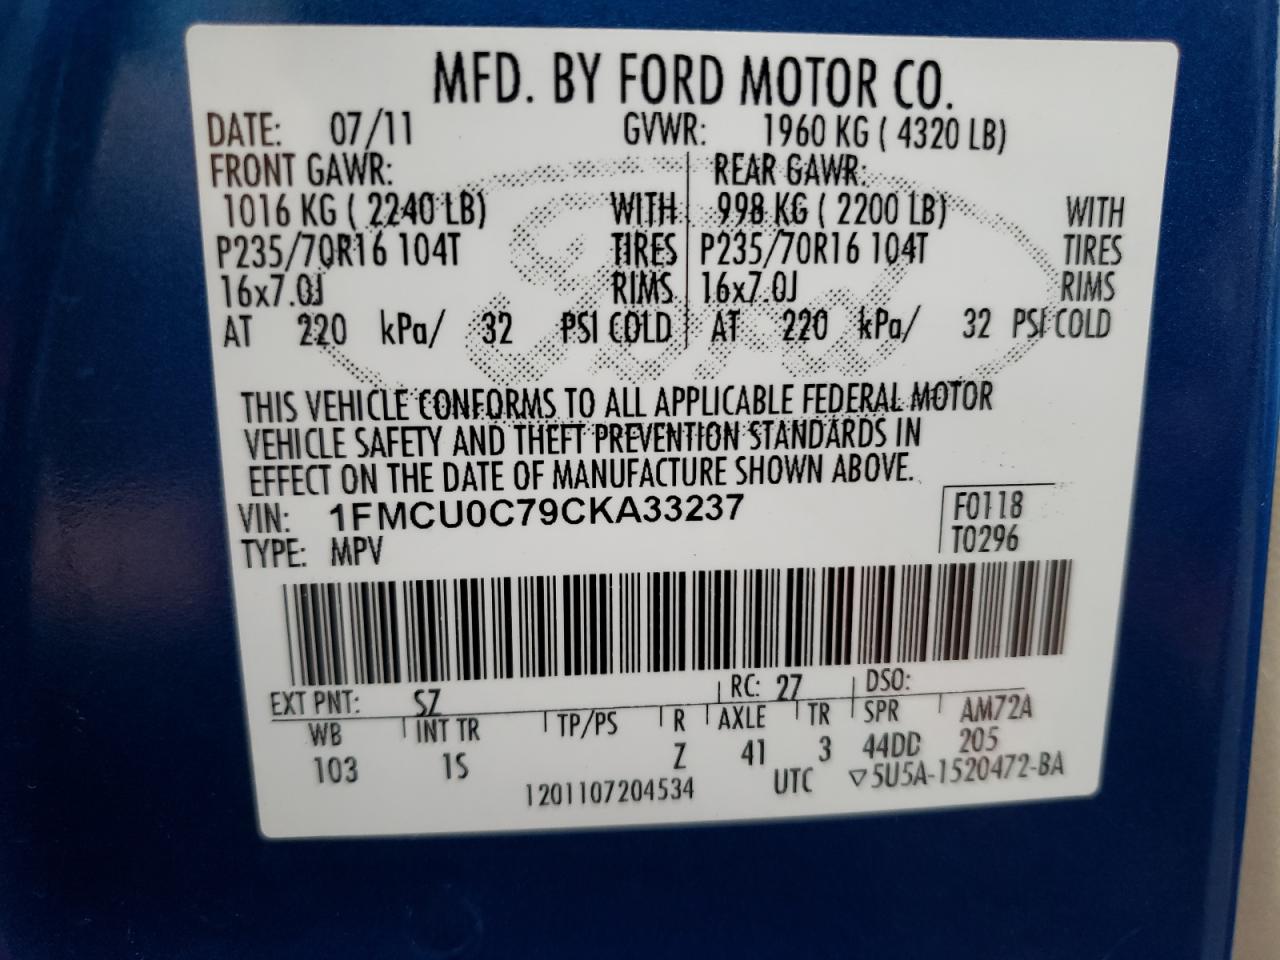 MFD. BY FORD MOTOR CO.
DATE: 07/11 GVWR: 1960 KG ( 4320 LB)
FRONT GAWR: REAR GAWR:
1016 KG ( 2240 LB) WITH 998 KG ( 2200 LB) WITH
P235/70R16 104T TIRES P235/70R16 104T TIRES
16x7.0J RIMS 16x7.0J RIMS
AT 220 kPa/ 32 PSI COLD AT 220 kPa/ 32 PSI COLD
Ford
THIS VEHICLE CONFORMS TO ALL APPLICABLE FEDERAL MOTOR
VEHICLE SAFETY AND THEFT PREVENTION STANDARDS IN
EFFECT ON THE DATE OF MANUFACTURE SHOWN ABOVE.
VIN: 1FMCU0C79CKA33237 F0118
TYPE: MPV T0296
EXT PNT: SZ RC: 27 DSO:
WB INT TR TP/PS R AXLE TR SPR AM72A
103 1S Z 41 3 44DD 205
1201107204534 UTC ▽5U5A-1520472-BA